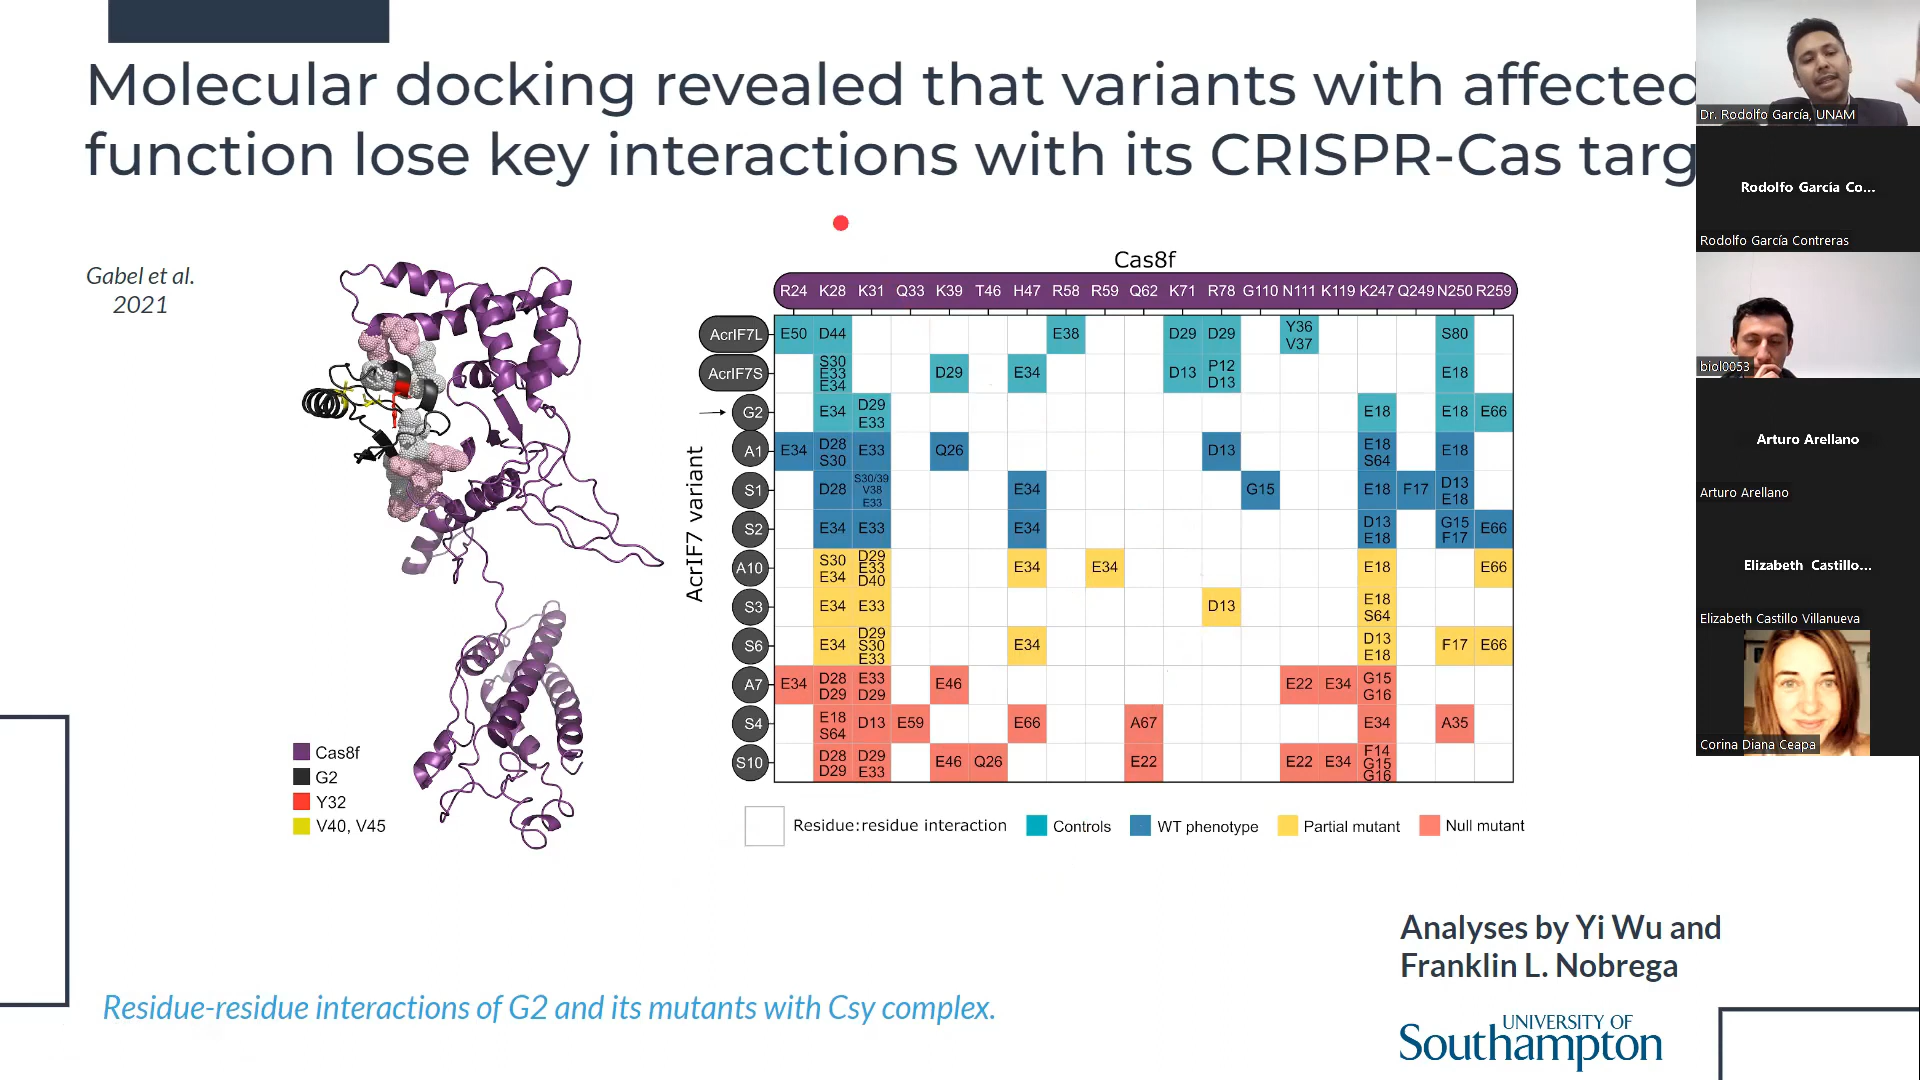 Molecular docking revealed that variants with affected
function lose key interactions with its CRISPR-Cas targ
Gabel et al.
2021
Cas8f
R24 K28 K31 Q33 K39 T46 H47 R58 R59 Q62 K71 R78 G110 N111 K119 K247 Q249 N250 R259
AcrIF7 variant
AcrIF7L E50 D44 E38 D29 D29 Y36 V37 S80
AcrIF7S S30 E33 E34 D29 E34 D13 P12 D13 E18
G2 E34 D29 E33 E18 E18 E66
A1 E34 D28 S30 E33 Q26 D13 E18 S64 E18
S1 D28 S30/39 V38 E33 E34 G15 E18 F17 D13 E18
S2 E34 E33 E34 D13 E18 G15 F17 E66
A10 S30 E34 D29 E33 D40 E34 E34 E18 E66
S3 E34 E33 D13 E18 S64
S6 E34 D29 S30 E33 E34 D13 E18 F17 E66
A7 E34 D28 D29 E33 D29 E46 E22 E34 G15 G16
S4 E18 S64 D13 E59 E66 A67 E34 A35
S10 D28 D29 D29 E33 E46 Q26 E22 E22 E34 F14 G15 G16
Cas8f
G2
Y32
V40, V45
Residue:residue interaction
Controls
WT phenotype
Partial mutant
Null mutant
Analyses by Yi Wu and
Franklin L. Nobrega
Residue-residue interactions of G2 and its mutants with Csy complex.
UNIVERSITY OF
Southampton
Dr. Rodolfo García, UNAM
Rodolfo García Co...
Rodolfo García Contreras
biol0053
Arturo Arellano
Arturo Arellano
Elizabeth Castillo...
Elizabeth Castillo Villanueva
Corina Diana Ceapa